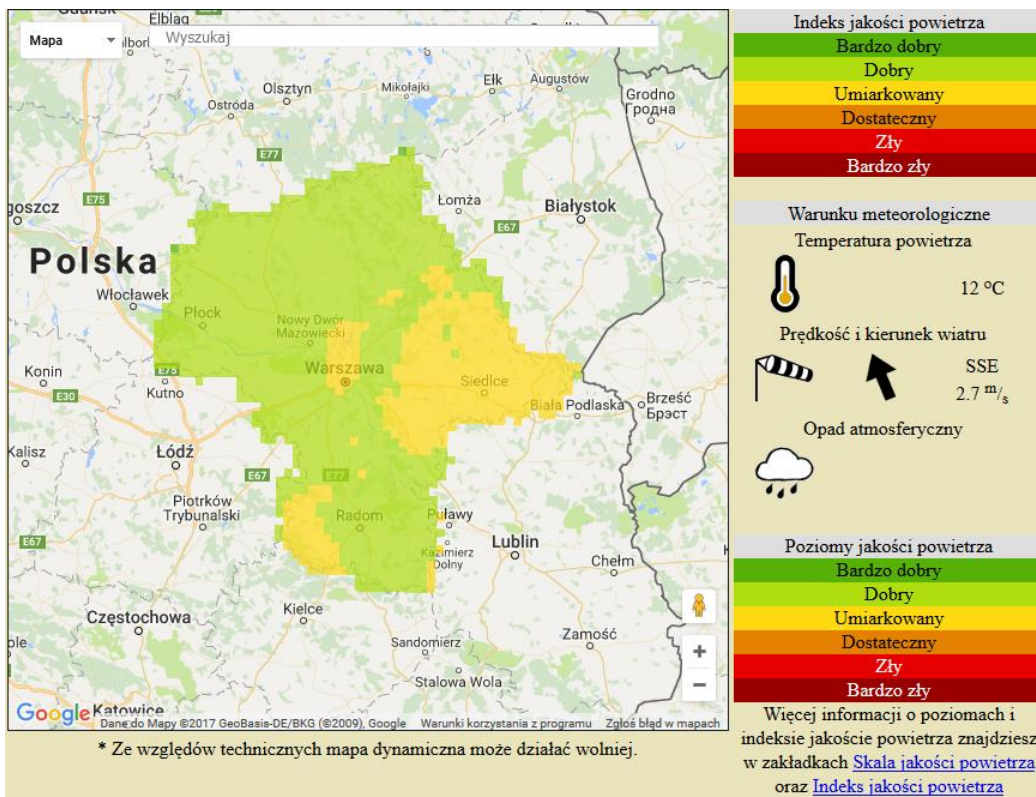 Elbląg
Mapa
Wyszukaj
Olsztyn
Mikołajki
Ełk
Augustów
Grodno
Гродна
Ostróda
E77
E75
Łomża
Białystok
E67
Polska
Włocławek
Płock
Nowy Dwór
Mazowiecki
Warszawa
Konin
E75
E30
Kutno
Siedlce
Biała Podlaska
Brześć
Брэст
Kalisz
Łódź
E67
E77
Piotrków
Trybunalski
Radom
Puławy
E67
Kazimierz
Dolny
Lublin
Chełm
Częstochowa
Kielce
Sandomierz
Zamość
Stalowa Wola
Katowice
Google
Dane do Mapy ©2017 GeoBasis-DE/BKG (©2009), Google Warunki korzystania z programu Zgłoś błąd w mapach
* Ze względów technicznych mapa dynamiczna może działać wolniej.
Indeks jakości powietrza
Bardzo dobry
Dobry
Umiarkowany
Dostateczny
Zły
Bardzo zły
Warunku meteorologiczne
Temperatura powietrza
12 °C
Prędkość i kierunek wiatru
SSE
2.7 m/s
Opad atmosferyczny
Poziomy jakości powietrza
Bardzo dobry
Dobry
Umiarkowany
Dostateczny
Zły
Bardzo zły
Więcej informacji o poziomach i
indeksie jakoście powietrza znajdziesz
w zakładkach Skala jakości powietrza
oraz Indeks jakości powietrza